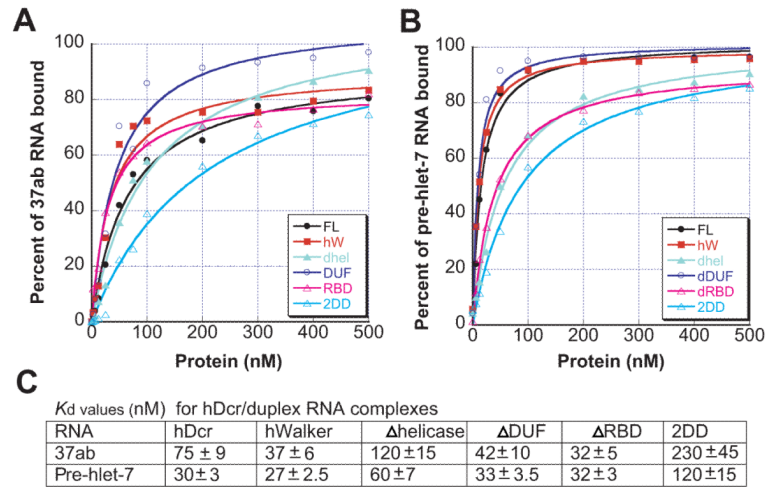 A
Percent of 37ab RNA bound
100
80
60
40
20
0
0
100
200
300
400
500
Protein (nM)
FL
hW
dhel
DUF
RBD
2DD
B
Percent of pre-hlet-7 RNA bound
100
80
60
40
20
0
0
100
200
300
400
500
Protein (nM)
FL
hW
dhel
dDUF
dRBD
2DD
C
Kd values (nM) for hDcr/duplex RNA complexes
RNA hDcr hWalker Δhelicase ΔDUF ΔRBD 2DD
37ab 75 ± 9 37 ± 6 120±15 42±10 32±5 230 ±45
Pre-hlet-7 30±3 27± 2.5 60±7 33± 3.5 32±3 120±15